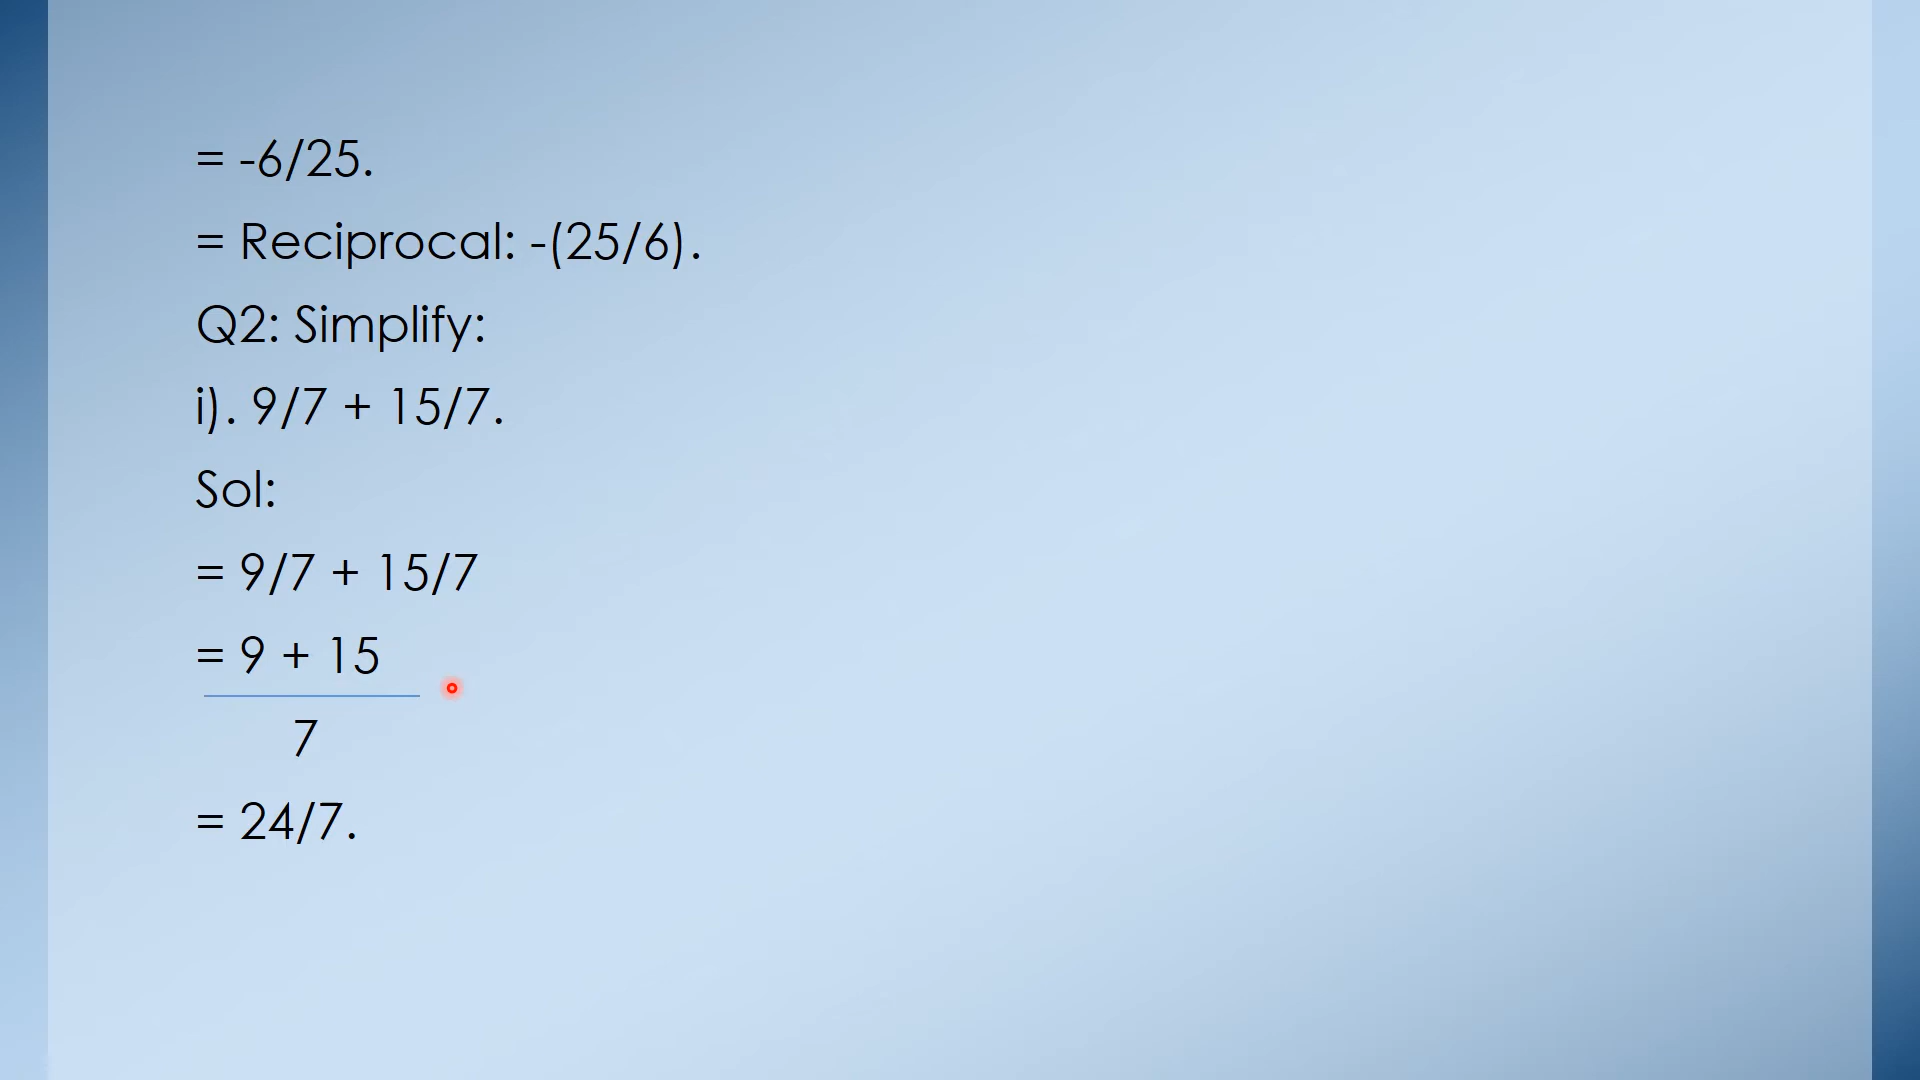 = -6/25.
= Reciprocal: -(25/6).
Q2: Simplify:
i). 9/7 + 15/7.
Sol:
= 9/7 + 15/7
= 9 + 15
7
= 24/7.